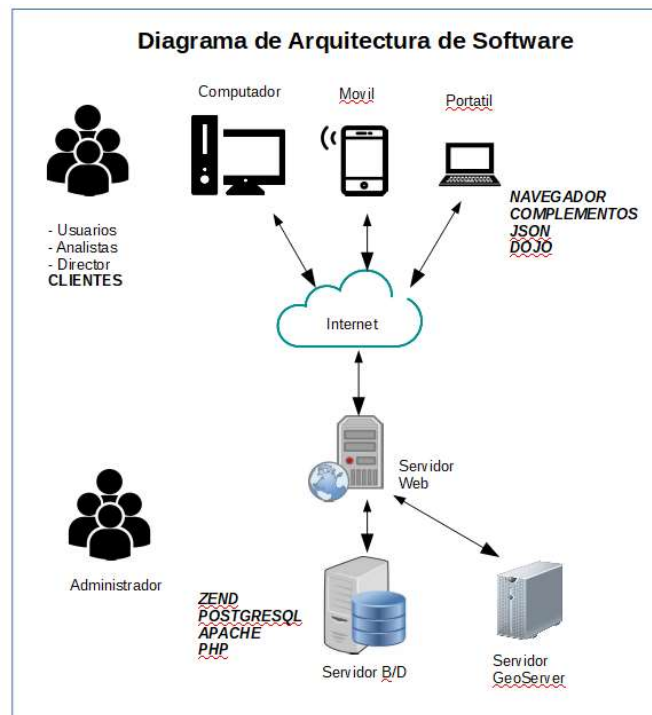 Diagrama de Arquitectura de Software
Computador
Movil
Portatil
- Usuarios
- Analistas
- Director
CLIENTES
NAVEGADOR
COMPLEMENTOS
JSON
DOJO
Internet
Servidor
Web
Administrador
ZEND
POSTGRESQL
APACHE
PHP
Servidor B/D
Servidor
GeoServer